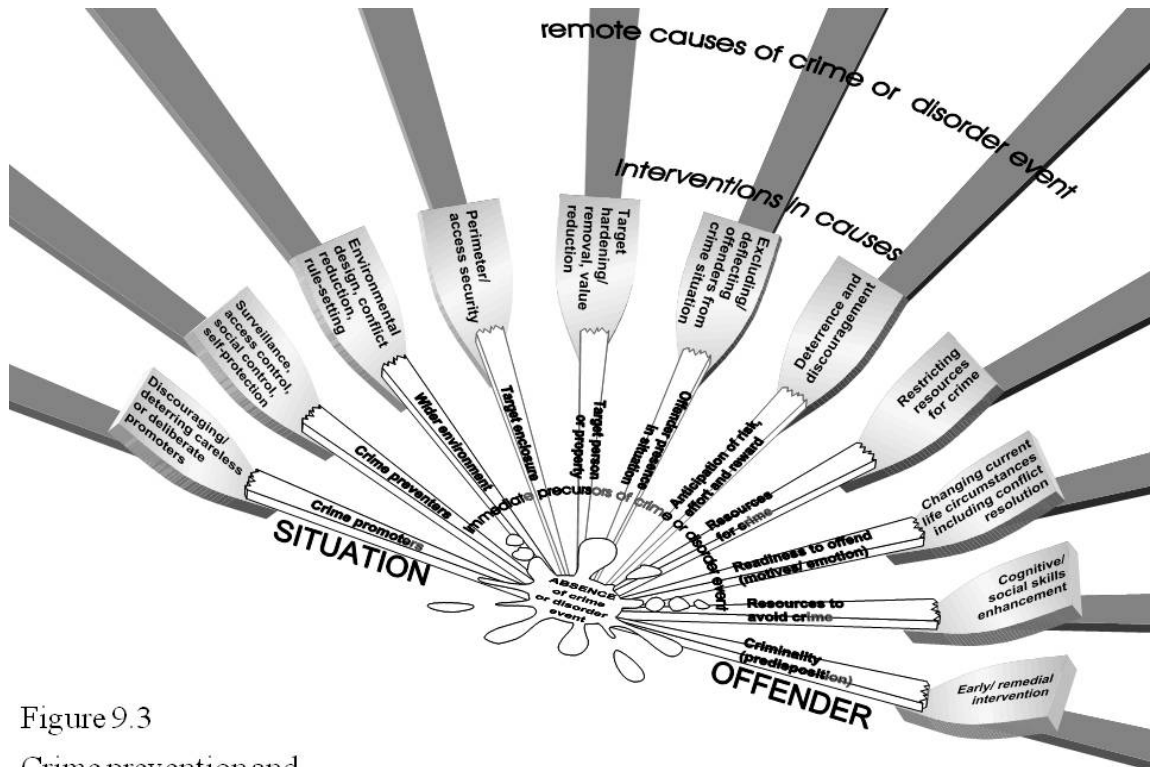 remote causes of crime or disorder event
Interventions in causes
Discouraging/
deterring careless
or deliberate
promoters
Surveillance,
access control,
social control,
self-protection
Environmental
design, conflict
reduction,
rule-setting
Perimeter/
access security
Target
hardening/
removal, value
reduction
Excluding/
deflecting
offenders from
crime situation
Deterrence and
discouragement
Restricting
resources
for crime
Changing current
life circumstances
including conflict
resolution
Cognitive/
social skills
enhancement
Early/ remedial
intervention
Crime promoters
Crime preventers
Wider environment
Target enclosure
Target person
or property
Offender presence
in situation
Anticipation of risk,
effort and reward
Resources
for crime
Readiness to offend
(motives/ emotion)
Resources to
avoid crime
Criminality
(predisposition)
immediate precursors of crime or disorder event
SITUATION
ABSENCE
of crime
or disorder
event
OFFENDER
Figure 9.3
Crime prevention and